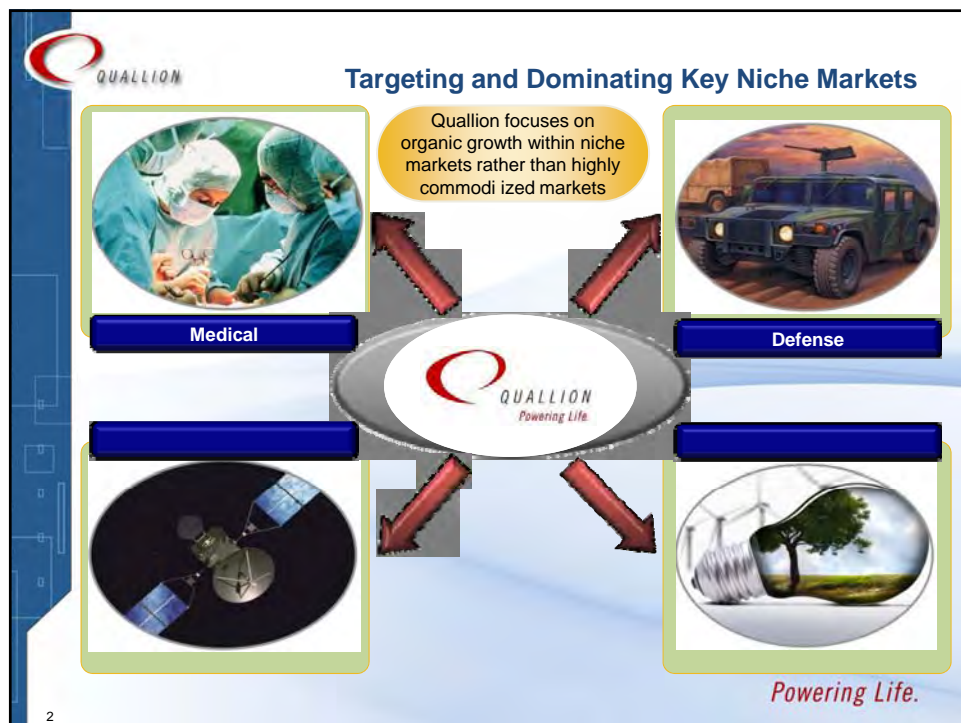 QUALLION
Targeting and Dominating Key Niche Markets
Quallion focuses on
organic growth within niche
markets rather than highly
commodi ized markets
Medical
Defense
QUALLION
Powering Life.
Powering Life.
2